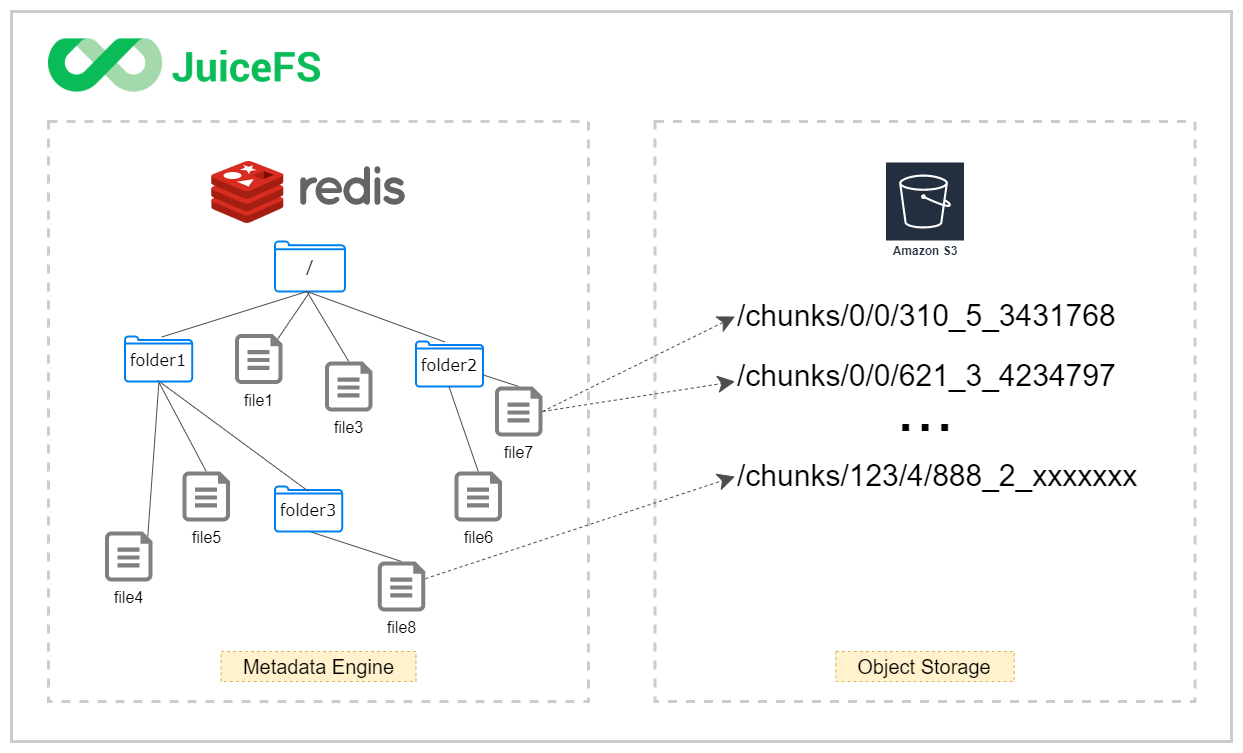 JuiceFS
redis
/
folder1
file1
file3
folder2
file7
file5
folder3
file6
file4
file8
Metadata Engine
Amazon S3
/chunks/0/0/310_5_3431768
/chunks/0/0/621_3_4234797
...
/chunks/123/4/888_2_xxxxxxx
Object Storage